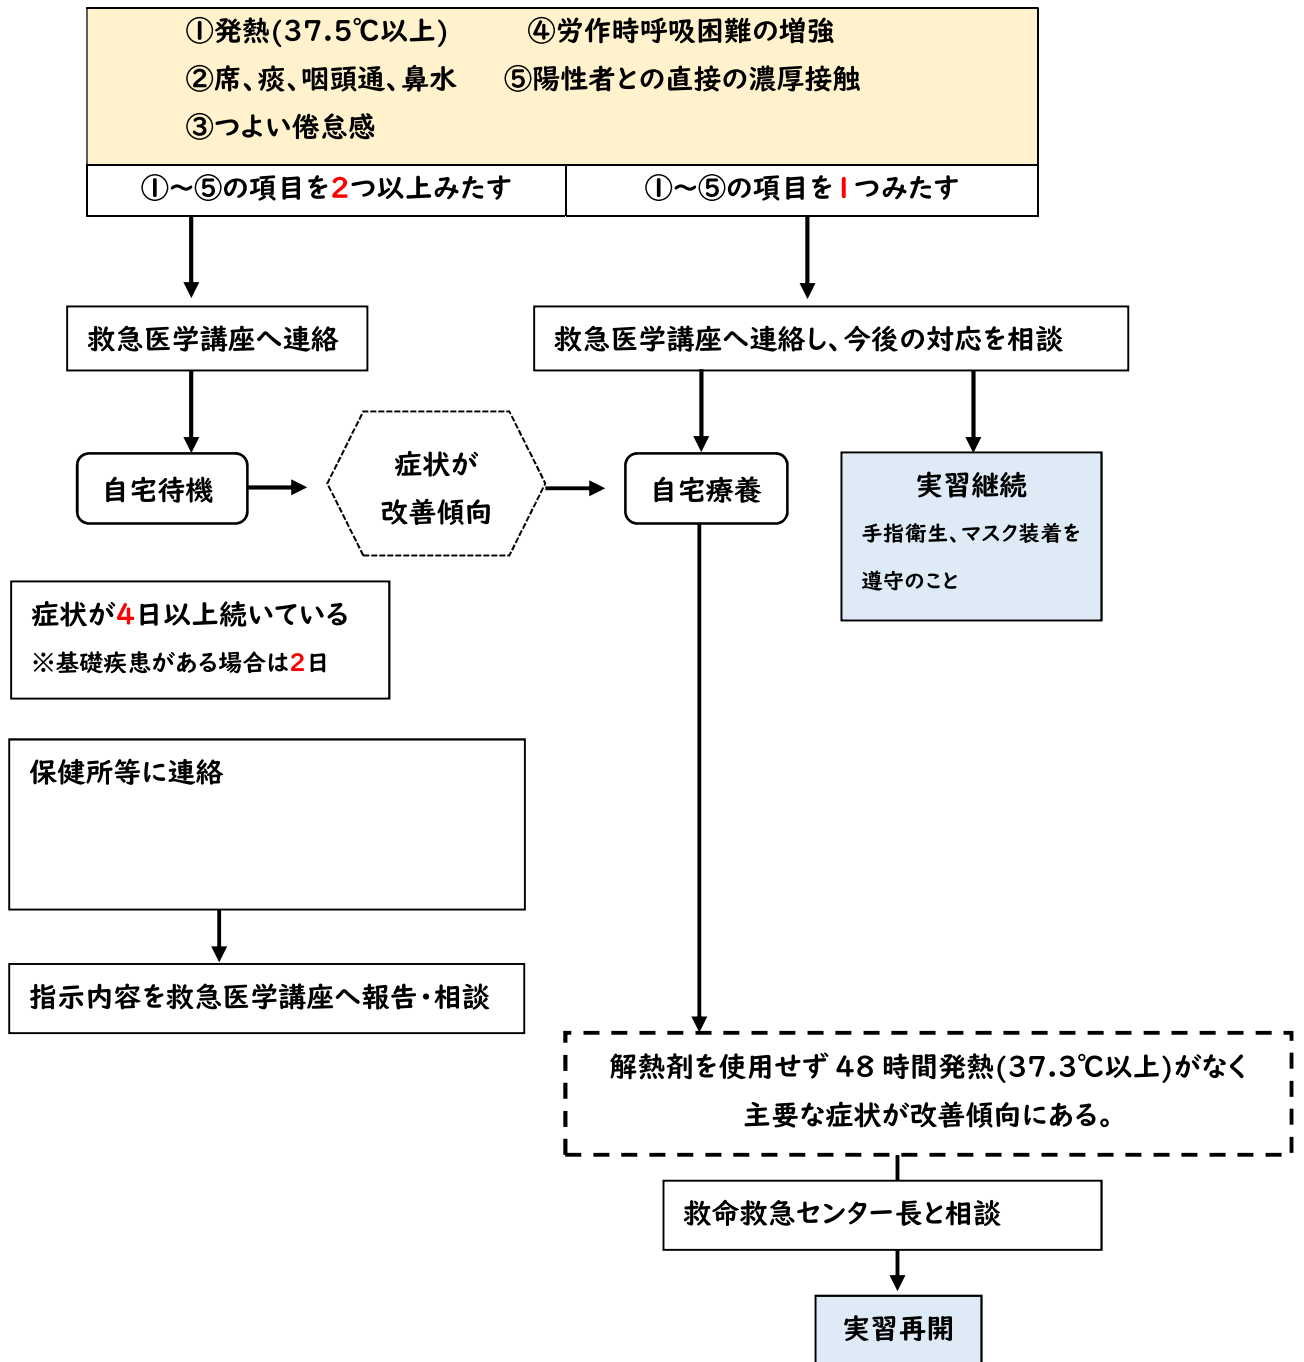 ①発熱(37.5℃以上) ④労作時呼吸困難の増強
②席、痰、咽頭通、鼻水 ⑤陽性者との直接の濃厚接触
③つよい倦怠感
①～⑤の項目を2つ以上みたす
①～⑤の項目を1つみたす
救急医学講座へ連絡
救急医学講座へ連絡し、今後の対応を相談
自宅待機
症状が
改善傾向
自宅療養
実習継続
手指衛生、マスク装着を
遵守のこと
症状が4日以上続いている
※基礎疾患がある場合は2日
保健所等に連絡
指示内容を救急医学講座へ報告・相談
解熱剤を使用せず 48 時間発熱(37.3℃以上)がなく
主要な症状が改善傾向にある。
救命救急センター長と相談
実習再開